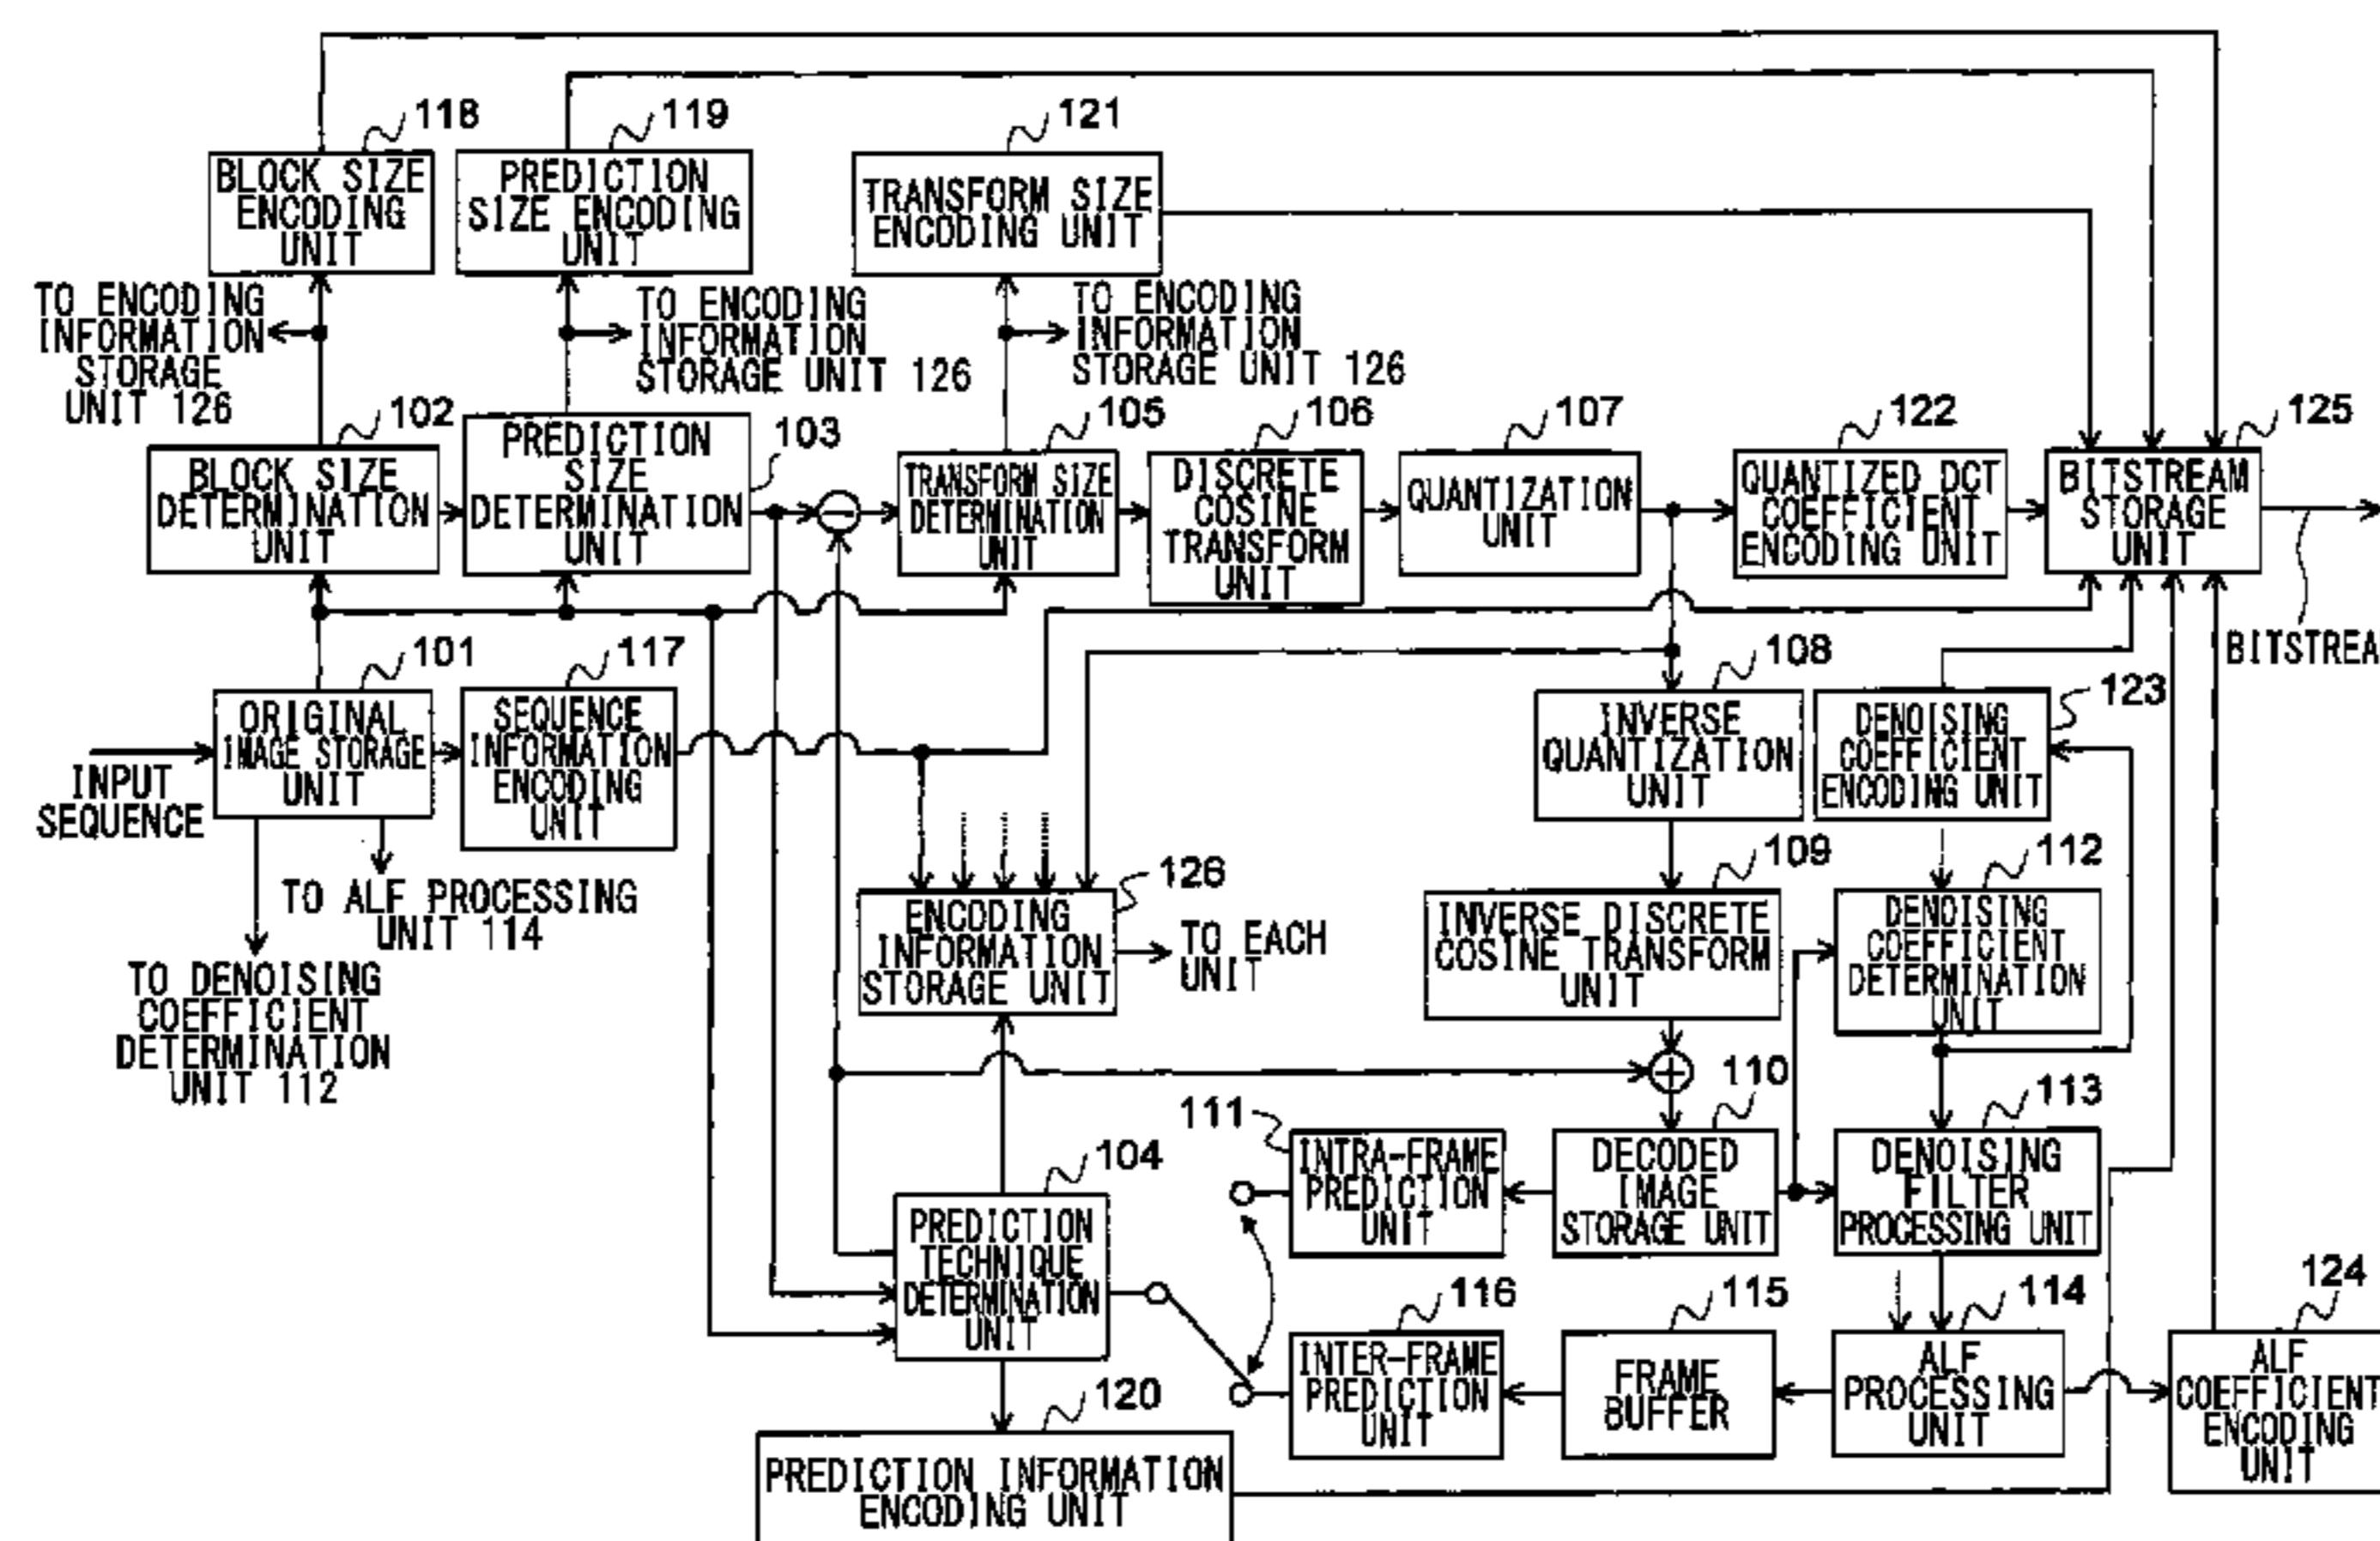 118
119
121
BLOCK SIZE
ENCODING
UNIT
PREDICTION
SIZE ENCODING
UNIT
TRANSFORM SIZE
ENCODING UNIT
TO ENCODING
INFORMATION
STORAGE
UNIT 126
TO ENCODING
INFORMATION
STORAGE UNIT 126
TO ENCODING
INFORMATION
STORAGE UNIT 126
102
103
105
106
107
122
125
BLOCK SIZE
DETERMINATION
UNIT
PREDICTION
SIZE
DETERMINATION
UNIT
TRANSFORM SIZE
DETERMINATION
UNIT
DISCRETE
COSINE
TRANSFORM
UNIT
QUANTIZATION
UNIT
QUANTIZED DCT
COEFFICIENT
ENCODING UNIT
BITSTREAM
STORAGE
UNIT
BITSTREA
101
117
108
123
INPUT
SEQUENCE
ORIGINAL
IMAGE STORAGE
UNIT
SEQUENCE
INFORMATION
ENCODING
UNIT
INVERSE
QUANTIZATION
UNIT
DENOISING
COEFFICIENT
ENCODING UNIT
TO ALF PROCESSING
UNIT 114
TO DENOISING
COEFFICIENT
DETERMINATION
UNIT 112
126
109
112
ENCODING
INFORMATION
STORAGE UNIT
TO EACH
UNIT
INVERSE DISCRETE
COSINE TRANSFORM
UNIT
DENOISING
COEFFICIENT
DETERMINATION
UNIT
104
111
110
113
PREDICTION
TECHNIQUE
DETERMINATION
UNIT
INTRA-FRAME
PREDICTION
UNIT
DECODED
IMAGE
STORAGE UNIT
DENOISING
FILTER
PROCESSING UNIT
116
115
114
124
INTER-FRAME
PREDICTION
UNIT
FRAME
BUFFER
ALF
PROCESSING
UNIT
ALF
COEFFICIENT
ENCODING
UNIT
120
PREDICTION INFORMATION
ENCODING UNIT